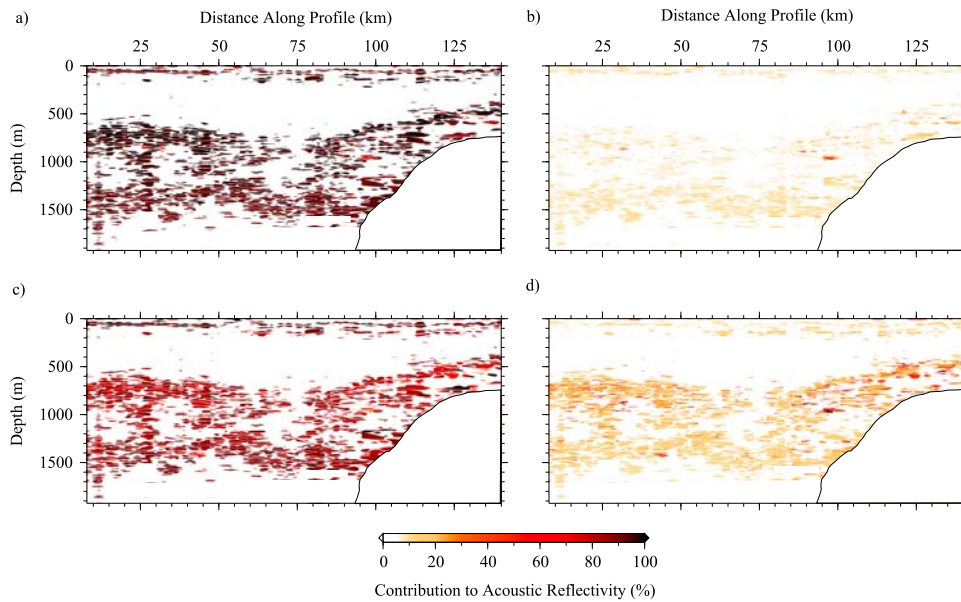 a)
Distance Along Profile (km)
b)
Distance Along Profile (km)
25 50 75 100 125
25 50 75 100 125
0
500
1000
1500
Depth (m)
c)
d)
0
500
1000
1500
Depth (m)
0 20 40 60 80 100
Contribution to Acoustic Reflectivity (%)